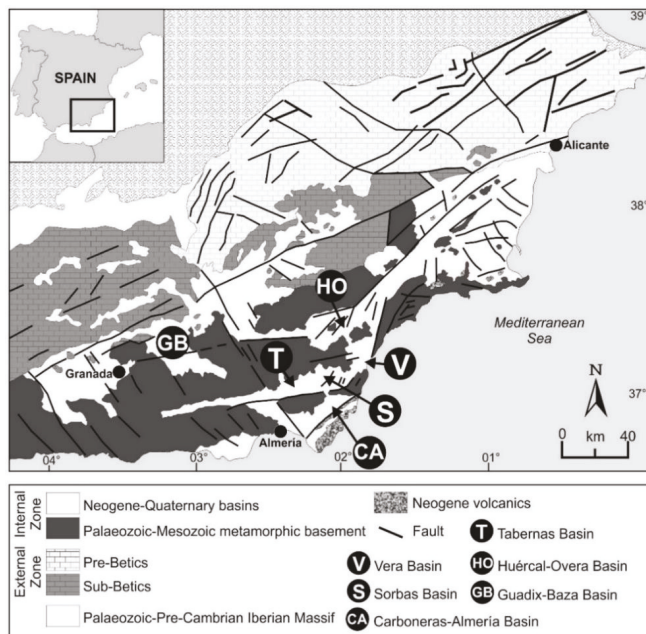 39°
SPAIN
Alicante
38°
HO
Mediterranean
Sea
GB
T
V
Granada
37°
N
S
Almería
CA
0 km 40
04° 03° 02° 01°
Internal Zone
Neogene-Quaternary basins
Palaeozoic-Mesozoic metamorphic basement
External Zone
Pre-Betics
Sub-Betics
Palaeozoic-Pre-Cambrian Iberian Massif
Neogene volcanics
Fault
T Tabernas Basin
V Vera Basin
HO Huércal-Overa Basin
S Sorbas Basin
GB Guadix-Baza Basin
CA Carboneras-Almería Basin